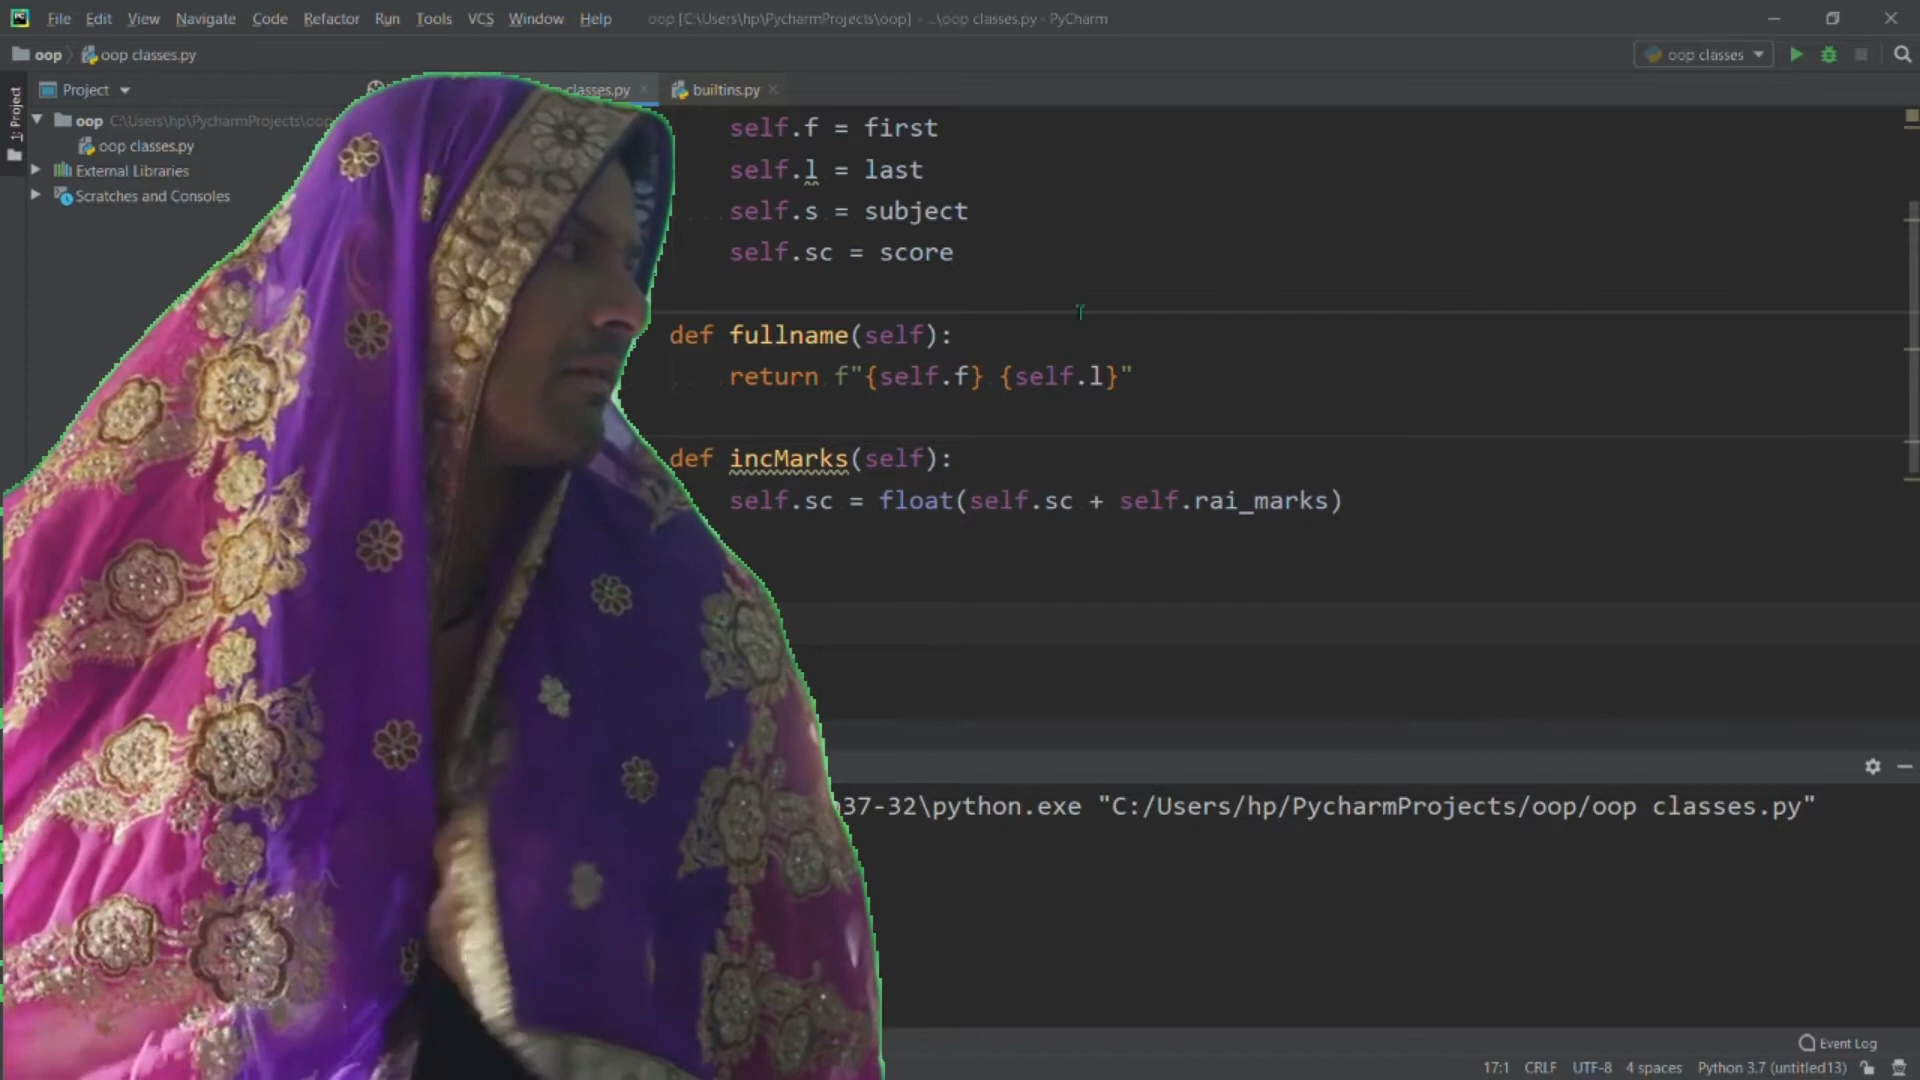 File Edit View Navigate Code Refactor Run Tools VCS Window Help oop [C:\Users\hp\PycharmProjects\oop] - ...\oop classes.py - PyCharm
oop oop classes.py oop classes
1: Project
Project classes.py builtins.py
oop C:\Users\hp\PycharmProjects\oop
oop classes.py
External Libraries
Scratches and Consoles
self.f = first
self.l = last
self.s = subject
self.sc = score
def fullname(self):
return f"{self.f} {self.l}"
def incMarks(self):
self.sc = float(self.sc + self.rai_marks)
37-32\python.exe "C:/Users/hp/PycharmProjects/oop/oop classes.py"
Event Log
17:1 CRLF UTF-8 4 spaces Python 3.7 (untitled13)